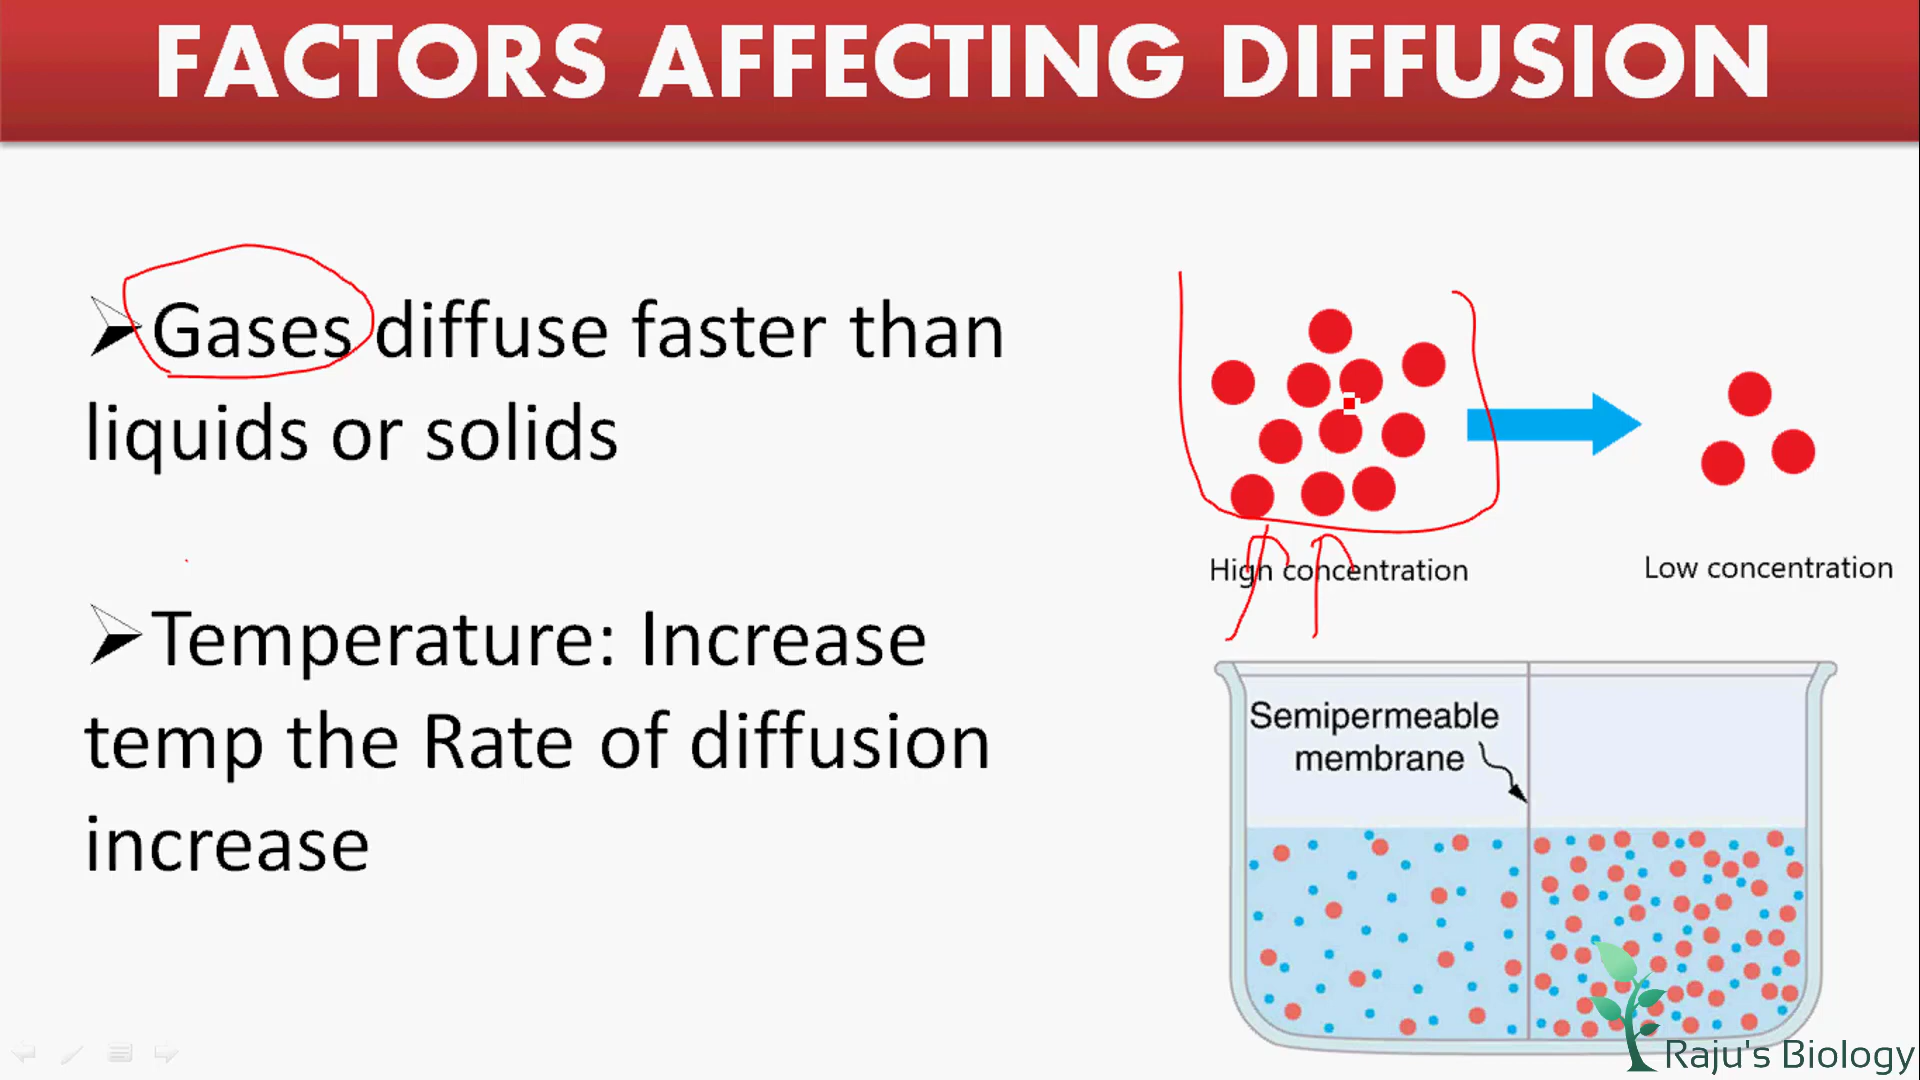 FACTORS AFFECTING DIFFUSION
Gases diffuse faster than
liquids or solids
Temperature: Increase
temp the Rate of diffusion
increase
High concentration
Low concentration
Semipermeable
membrane
Raju's Biology